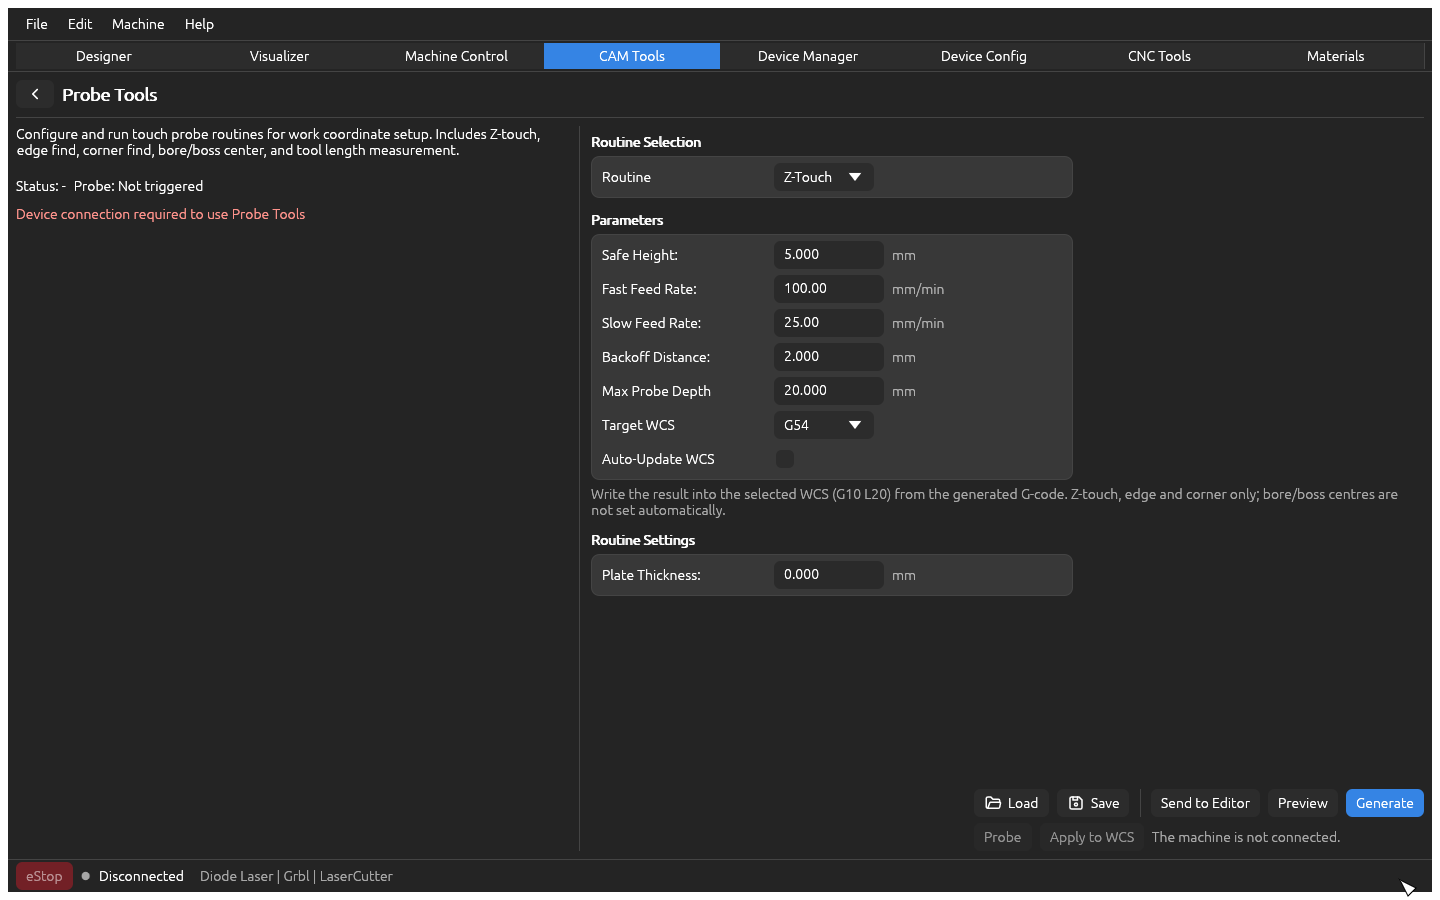 File Edit Machine Help
Designer Visualizer Machine Control CAM Tools Device Manager Device Config CNC Tools Materials
Probe Tools
Configure and run touch probe routines for work coordinate setup. Includes Z-touch,
edge find, corner find, bore/boss center, and tool length measurement.
Status: - Probe: Not triggered
Device connection required to use Probe Tools
Routine Selection
Routine Z-Touch
Parameters
Safe Height: 5.000 mm
Fast Feed Rate: 100.00 mm/min
Slow Feed Rate: 25.00 mm/min
Backoff Distance: 2.000 mm
Max Probe Depth 20.000 mm
Target WCS G54
Auto-Update WCS
Write the result into the selected WCS (G10 L20) from the generated G-code. Z-touch, edge and corner only; bore/boss centres are
not set automatically.
Routine Settings
Plate Thickness: 0.000 mm
Load Save Send to Editor Preview Generate
Probe Apply to WCS The machine is not connected.
eStop Disconnected Diode Laser | Grbl | LaserCutter